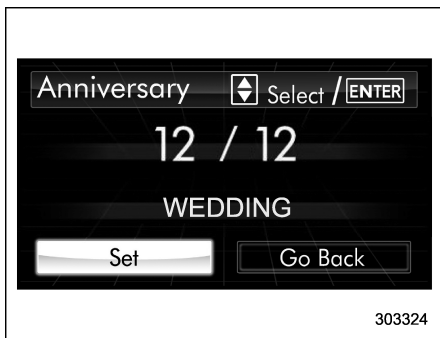 Anniversary Select / ENTER
12 / 12
WEDDING
Set Go Back
303324